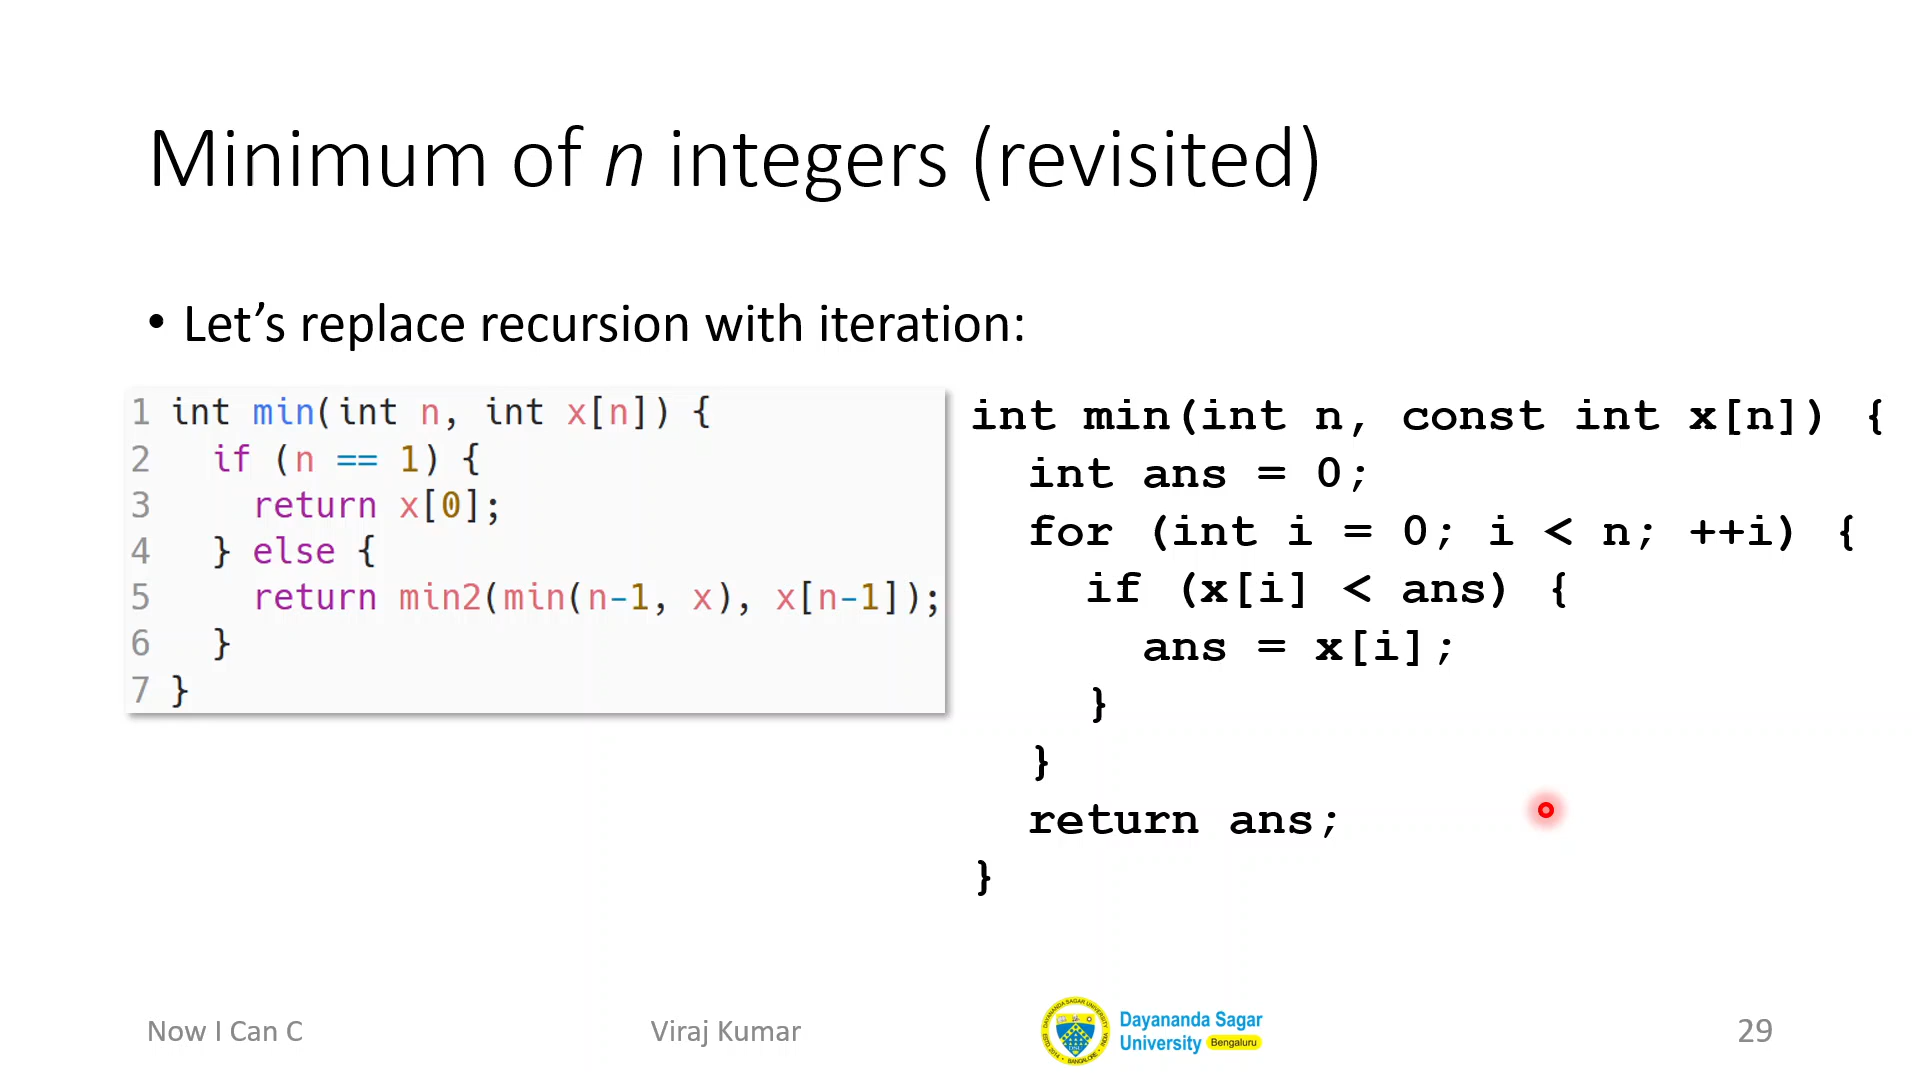 Minimum of n integers (revisited)
• Let’s replace recursion with iteration:
1 int min(int n, int x[n]) {
2   if (n == 1) {
3     return x[0];
4   } else {
5     return min2(min(n-1, x), x[n-1]);
6   }
7 }
int min(int n, const int x[n]) {
  int ans = 0;
  for (int i = 0; i < n; ++i) {
    if (x[i] < ans) {
      ans = x[i];
    }
  }
  return ans;
}
Now I Can C
Viraj Kumar
Dayananda Sagar
University Bengaluru
29